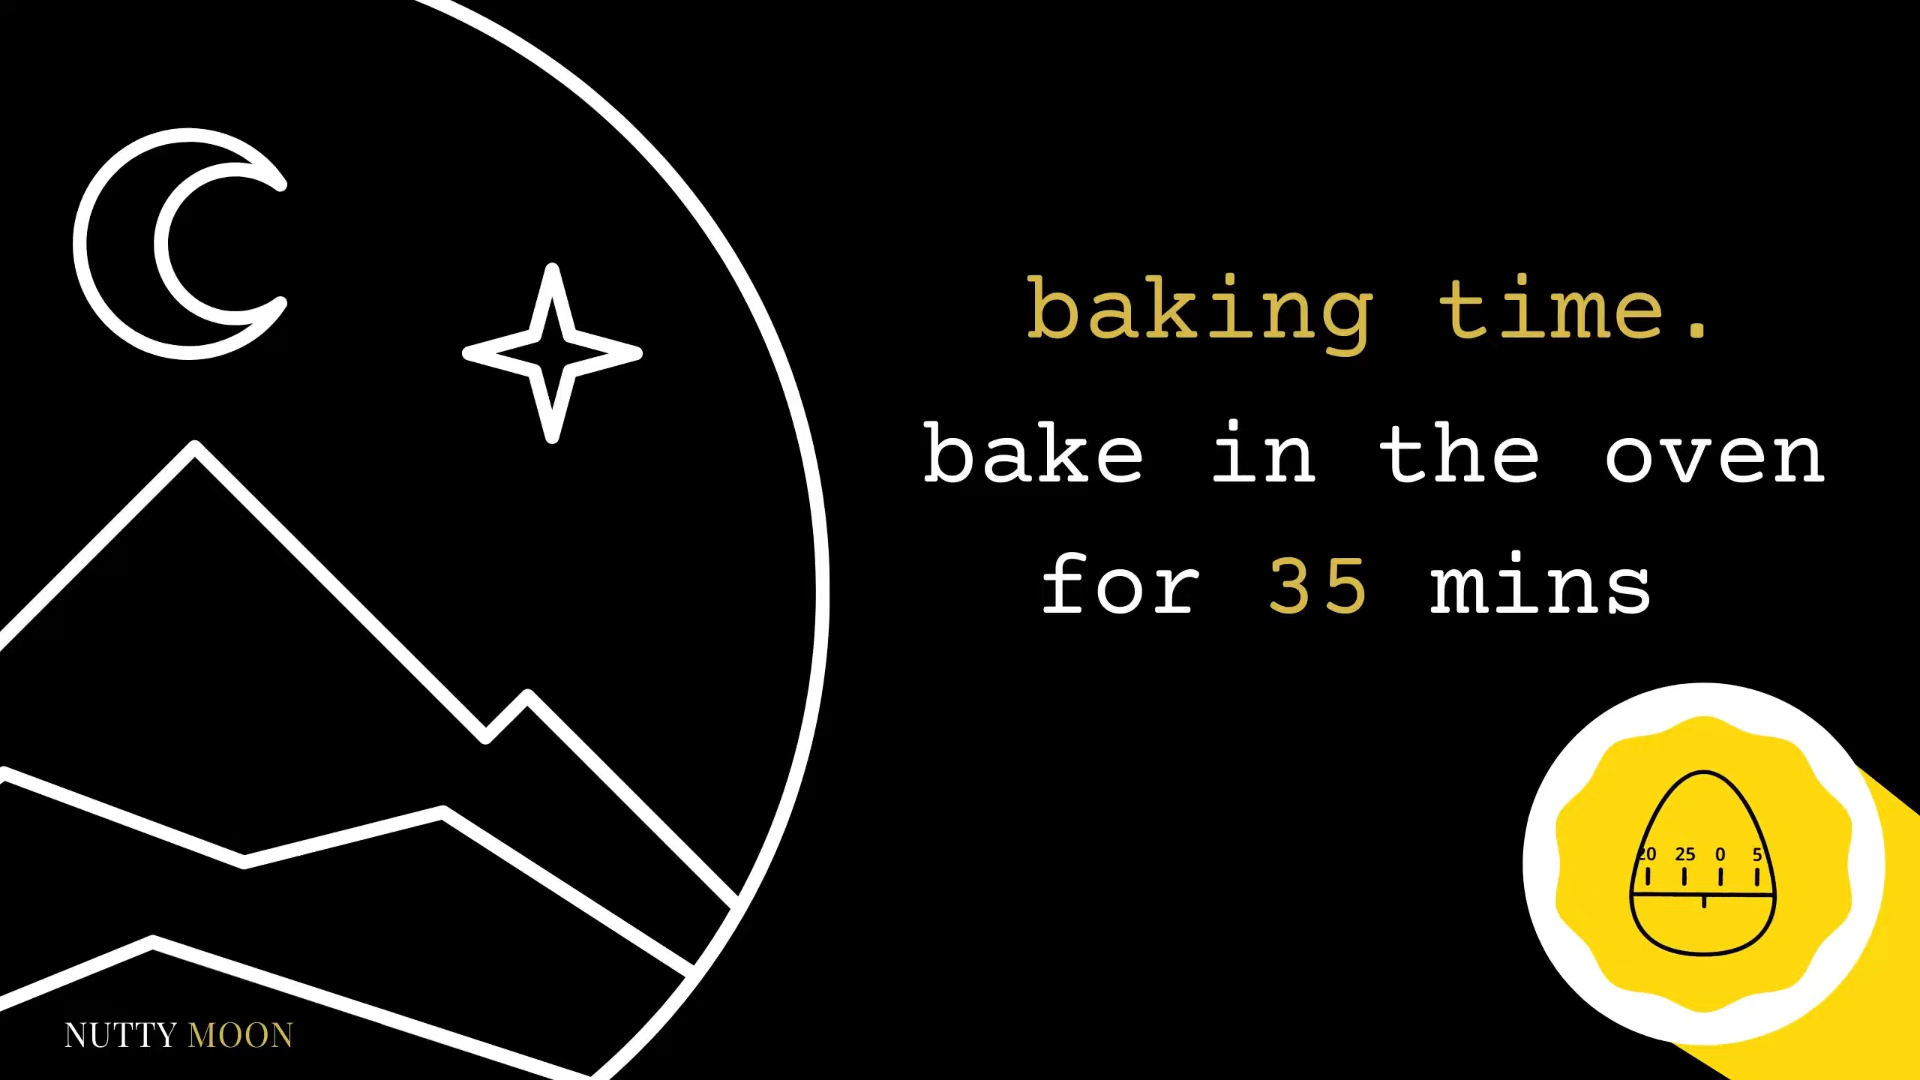 baking time.
bake in the oven
for 35 mins
20 25 0 5
NUTTY MOON